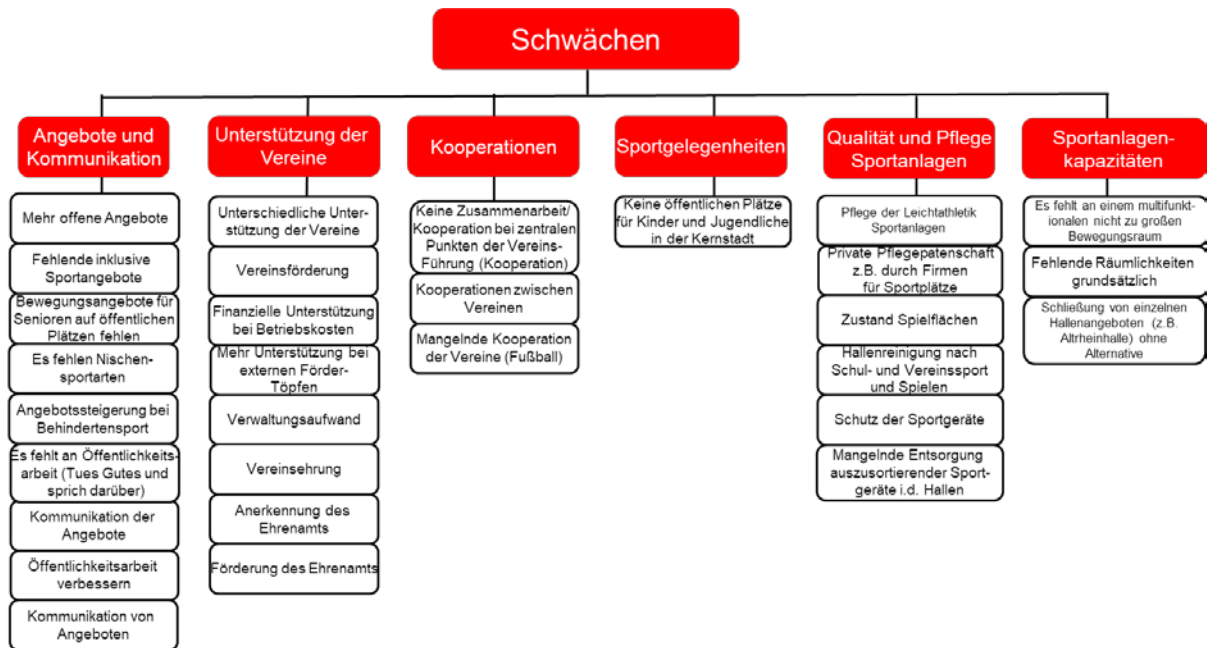 Schwächen
Angebote und
Kommunikation
Mehr offene Angebote
Fehlende inklusive
Sportangebote
Bewegungsangebote für
Senioren auf öffentlichen
Plätzen fehlen
Es fehlen Nischen-
sportarten
Angebotssteigerung bei
Behindertensport
Es fehlt an Öffentlichkeits-
arbeit (Tues Gutes und
sprich darüber)
Kommunikation der
Angebote
Öffentlichkeitsarbeit
verbessern
Kommunikation von
Angeboten
Unterstützung der
Vereine
Unterschiedliche Unter-
stützung der Vereine
Vereinsförderung
Finanzielle Unterstützung
bei Betriebskosten
Mehr Unterstützung bei
externen Förder-
Töpfen
Verwaltungsaufwand
Vereinsehrung
Anerkennung des
Ehrenamts
Förderung des Ehrenamts
Kooperationen
Keine Zusammenarbeit/
Kooperation bei zentralen
Punkten der Vereins-
Führung (Kooperation)
Kooperationen zwischen
Vereinen
Mangelnde Kooperation
der Vereine (Fußball)
Sportgelegenheiten
Keine öffentlichen Plätze
für Kinder und Jugendliche
in der Kernstadt
Qualität und Pflege
Sportanlagen
Pflege der Leichtathletik
Sportanlagen
Private Pflegepatenschaft
z.B. durch Firmen
für Sportplätze
Zustand Spielflächen
Hallenreinigung nach
Schul- und Vereinssport
und Spielen
Schutz der Sportgeräte
Mangelnde Entsorgung
auszusortierender Sport-
geräte i.d. Hallen
Sportanlagen-
kapazitäten
Es fehlt an einem multifunkt-
ionalen nicht zu großen
Bewegungsraum
Fehlende Räumlichkeiten
grundsätzlich
Schließung von einzelnen
Hallenangeboten (z.B.
Altrheinhalle) ohne
Alternative